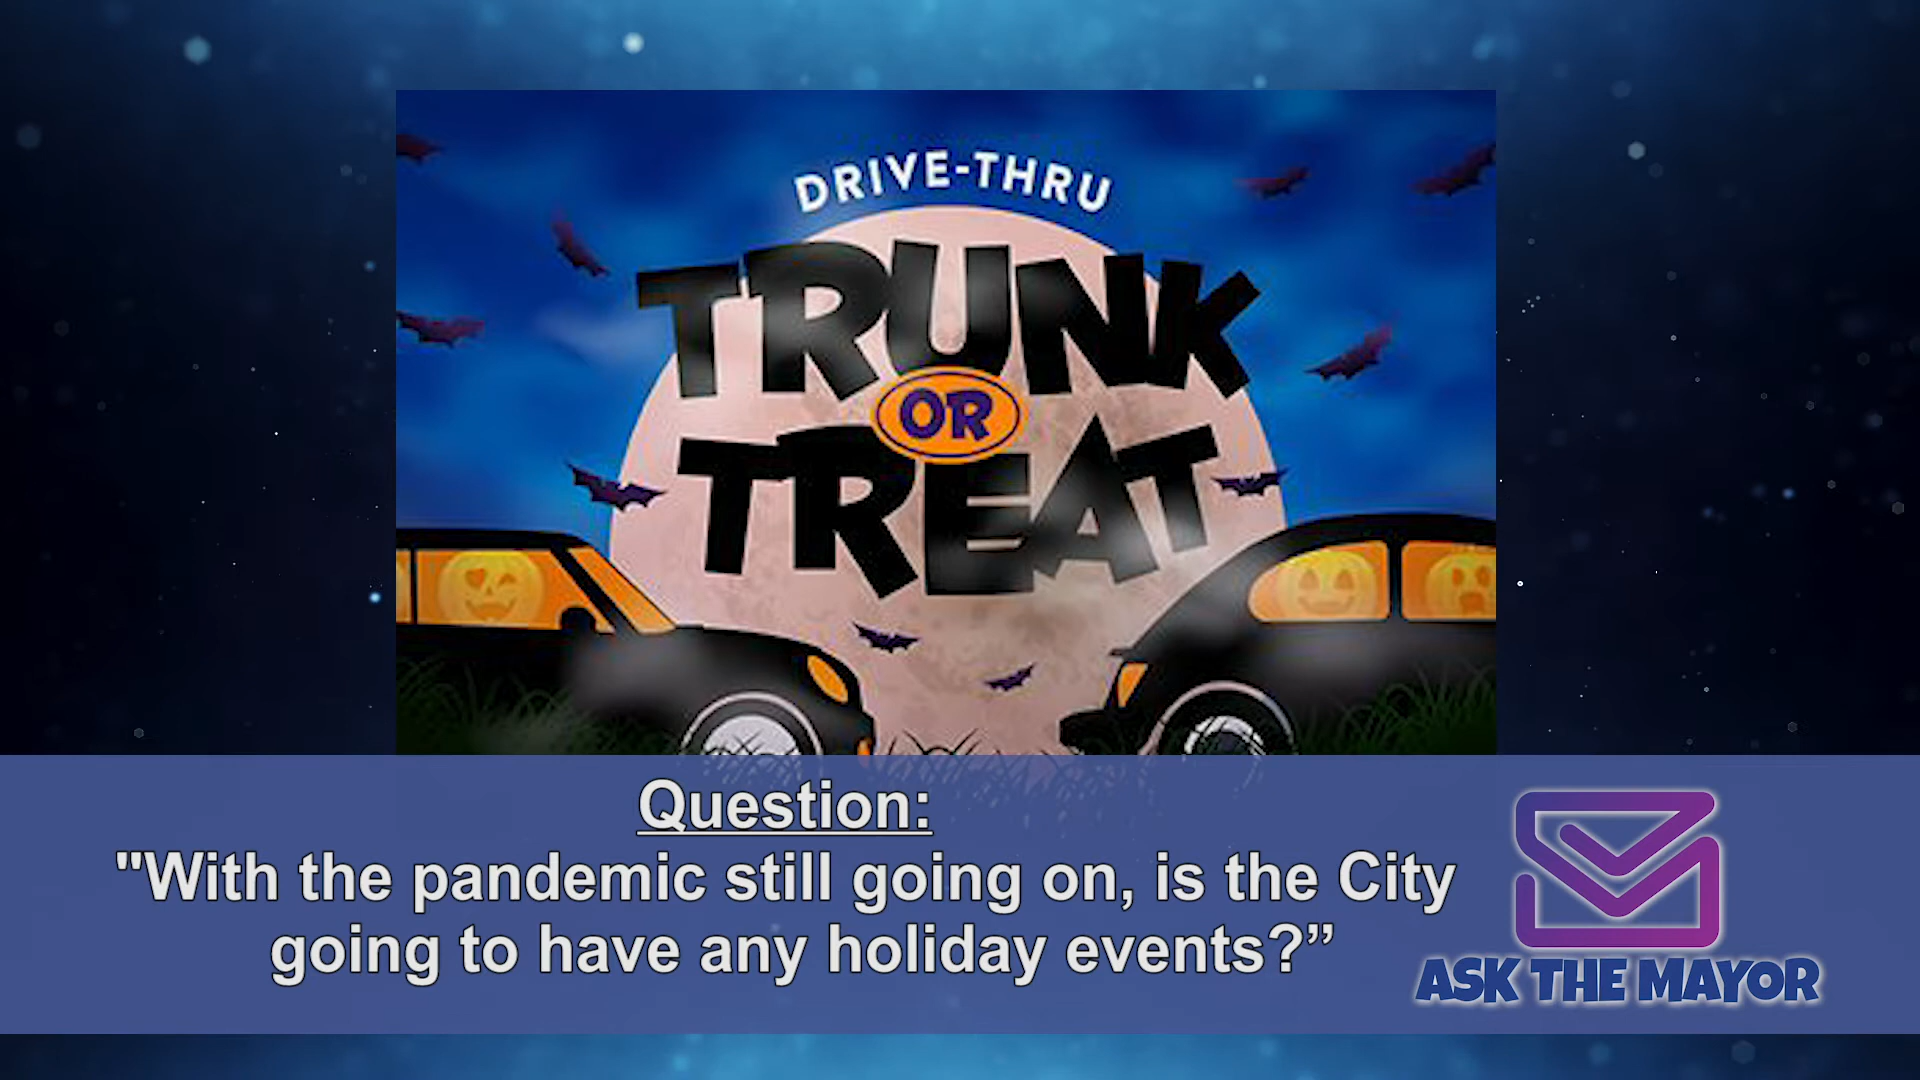 DRIVE-THRU
TRUNK
OR
TREAT
Question:
"With the pandemic still going on, is the City
going to have any holiday events?”
ASK THE MAYOR